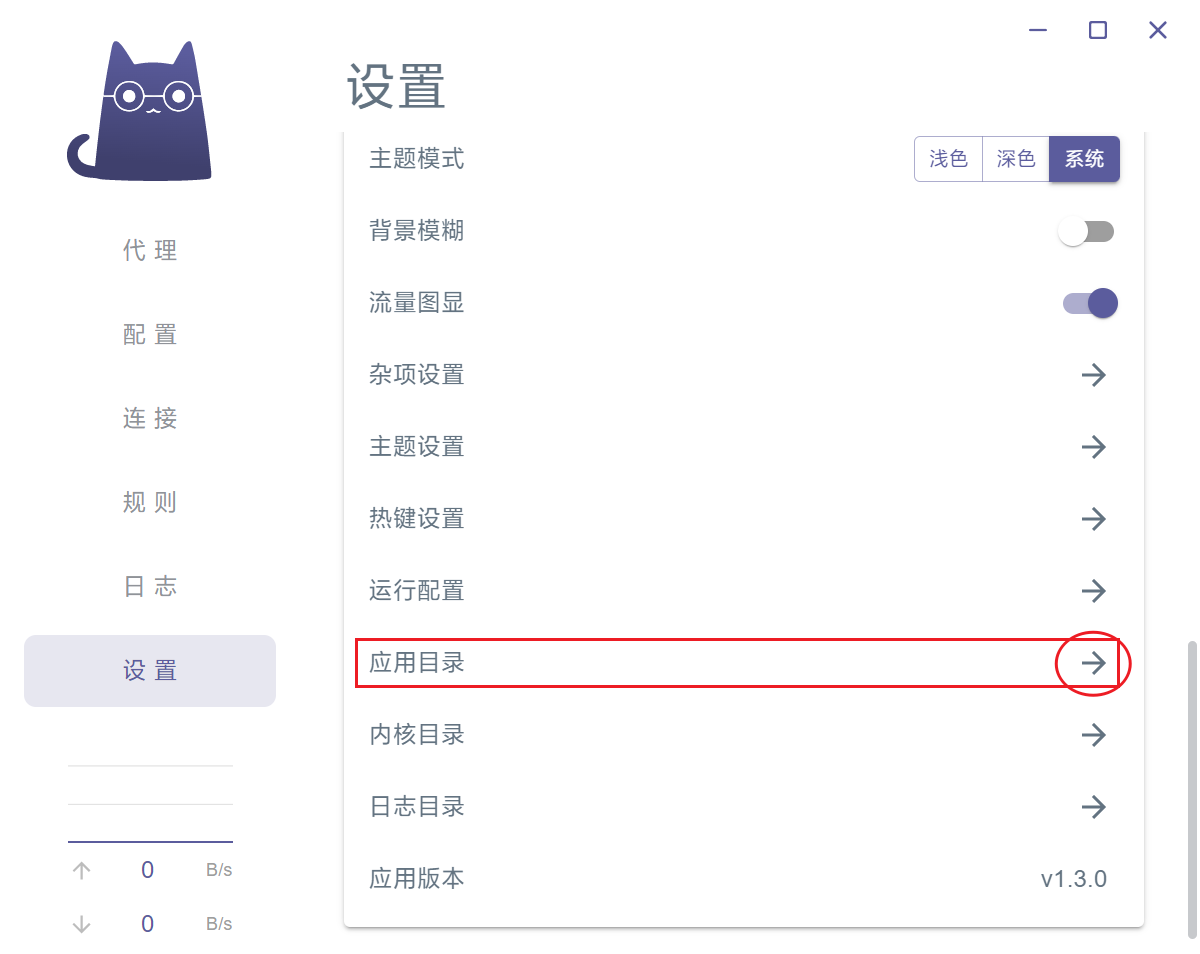 设置
代理
配置
连接
规则
日志
设置
0 B/s
0 B/s
主题模式 浅色 深色 系统
背景模糊
流量图显
杂项设置
主题设置
热键设置
运行配置
应用目录
内核目录
日志目录
应用版本 v1.3.0